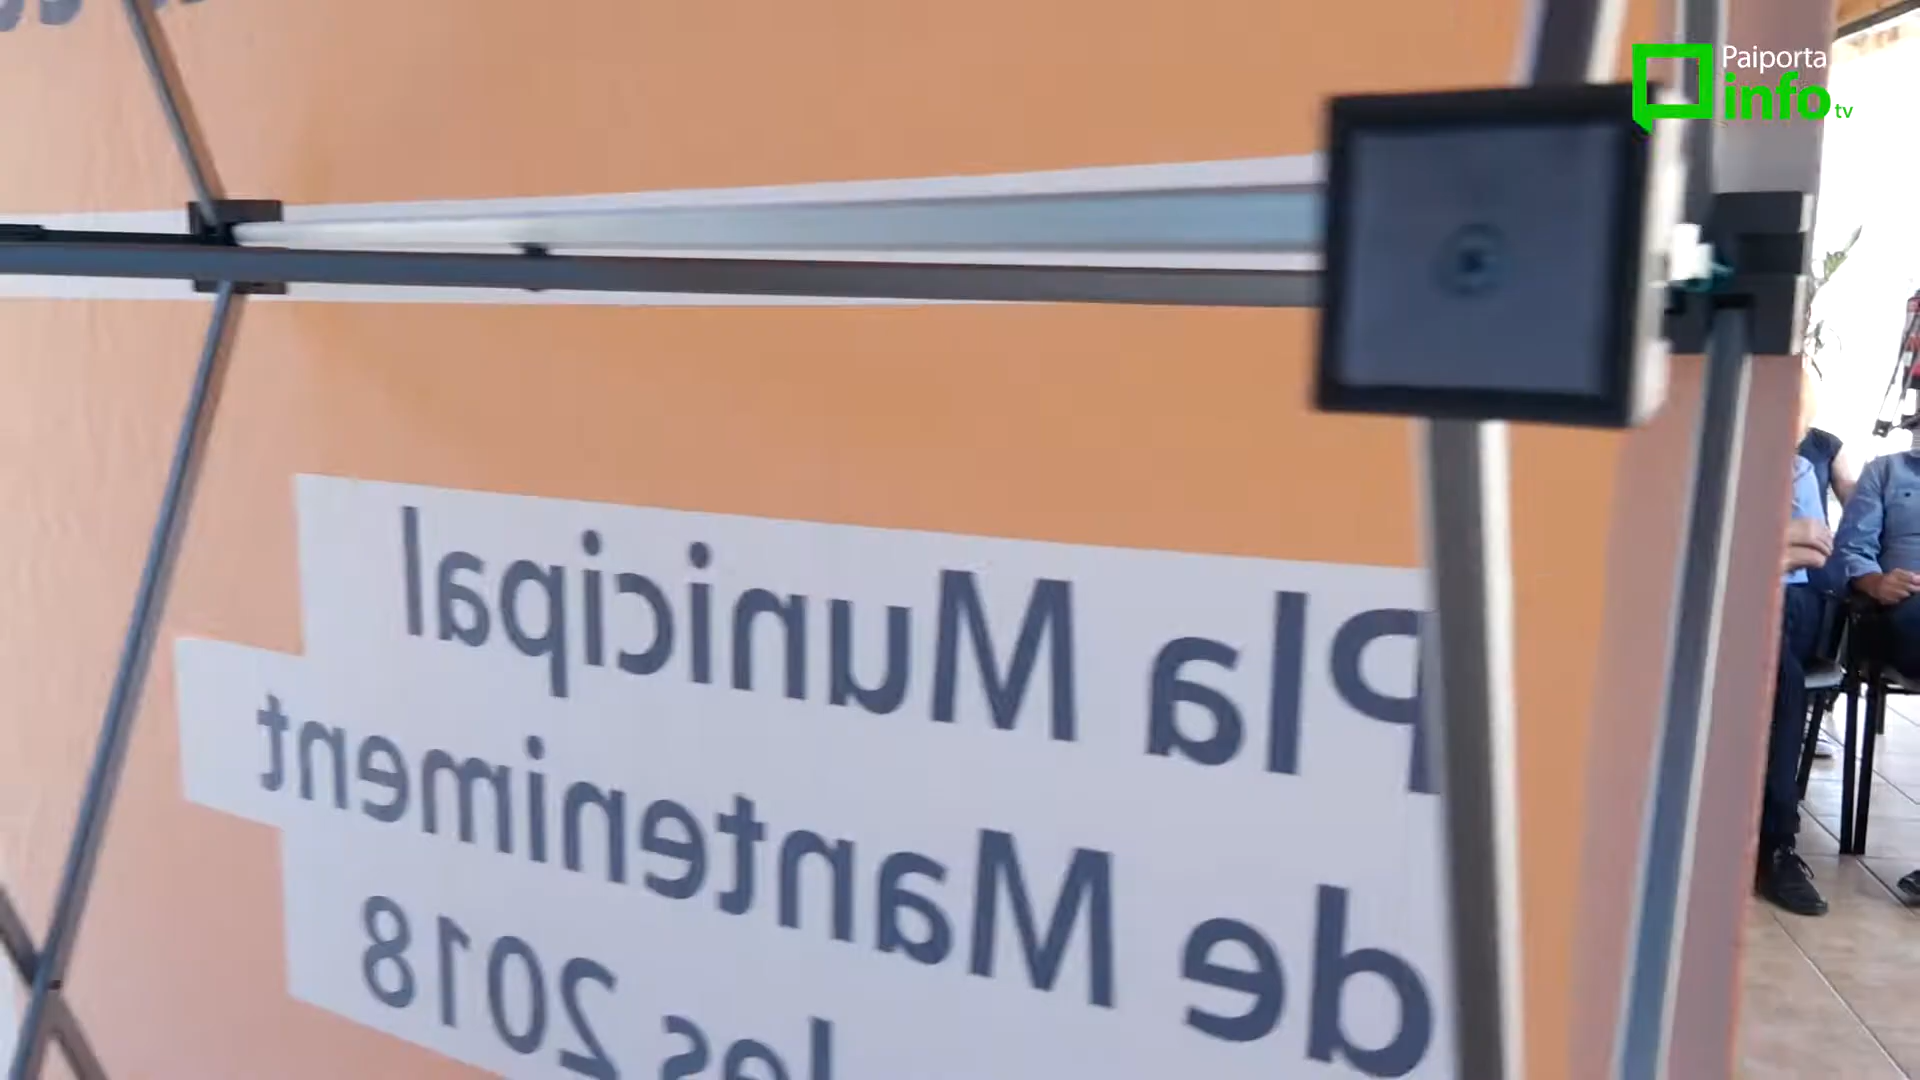 Paiporta
info tv
Pla Municipal
de Manteniment
2018